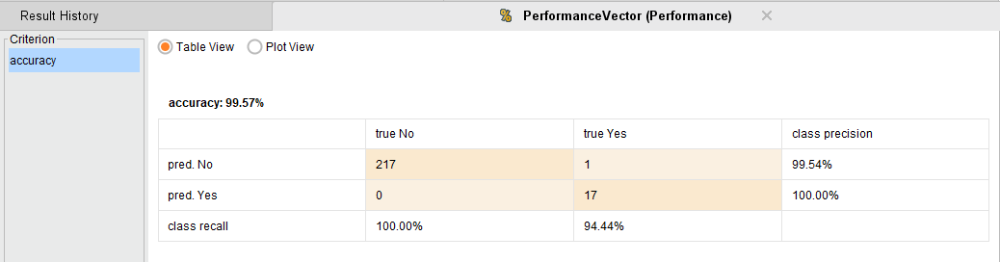 Result History
PerformanceVector (Performance)
Criterion
accuracy
Table View
Plot View
accuracy: 99.57%
true No true Yes class precision
pred. No 217 1 99.54%
pred. Yes 0 17 100.00%
class recall 100.00% 94.44%